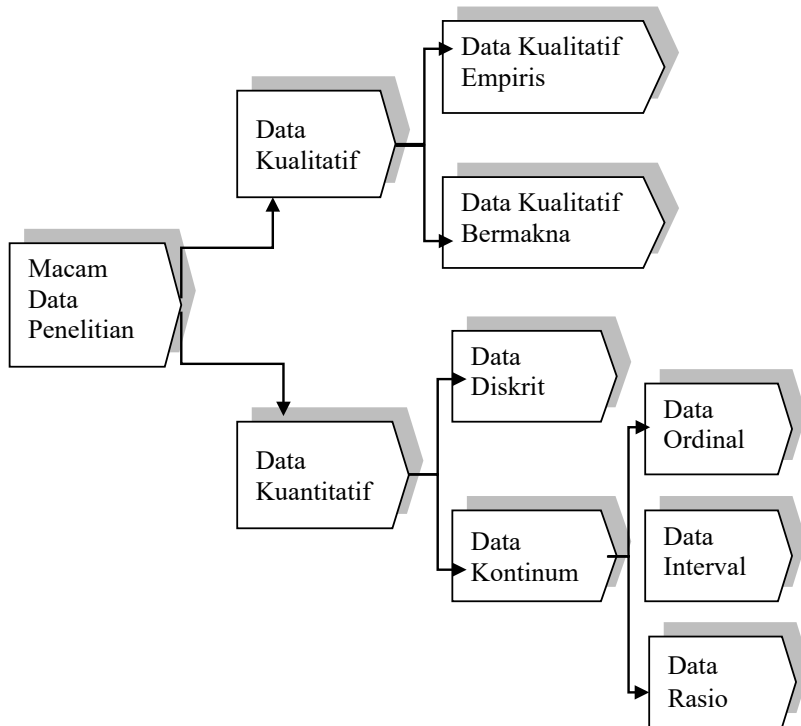 Macam
Data
Penelitian
Data
Kualitatif
Data Kualitatif
Empiris
Data Kualitatif
Bermakna
Data
Kuantitatif
Data
Diskrit
Data
Kontinum
Data
Ordinal
Data
Interval
Data
Rasio